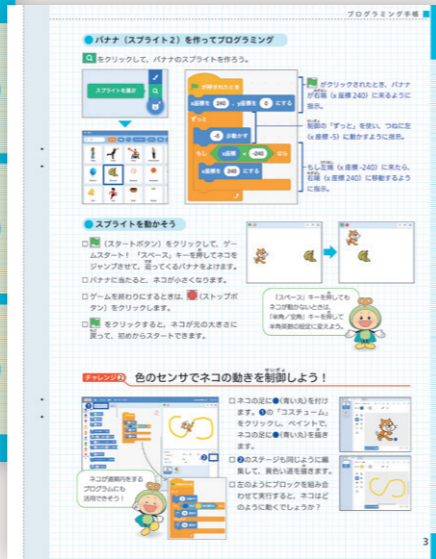 プログラミング手帳
バナナ（スプライト２）を作ってプログラミング
をクリックして、バナナのスプライトを作ろう。
スプライトを選ぶ
が押されたとき
x座標を 240 、y座標を 0 にする
ずっと
-5 歩動かす
もし x座標 = -240 なら
x座標を 240 にする
がクリックされたとき、バナナ
が右端（x 座標 240）に来るように
指示。
制御の「ずっと」を使い、つねに左
（x 座標 -5）に動かすように指示。
もし左端（x 座標 -240）に来たら、
右端（x 座標 240）に移動するよう
に指示。
スプライトを動かそう
□ （スタートボタン）をクリックして、ゲー
ムスタート！「スペース」キーを押してネコを
ジャンプさせて、迫ってくるバナナをよけます。
□ バナナに当たると、ネコが小さくなります。
□ ゲームを終わりにするときは、（ストップボ
タン）をクリックします。
□ をクリックすると、ネコが元の大きさに
戻って、初めからスタートできます。
「スペース」キーを押しても
ネコが動かないときは、
「半角／全角」キーを押して
半角英数の設定に変えよう。
チャレンジ❷ 色のセンサでネコの動きを制御しよう！
せいぎょ
□ ネコの足に●（青い丸）を付け
ます。❶の「コスチューム」
をクリックし、ペイントで、
ネコの足に●（青い丸）を描き
ます。
□ ❷のステージも同じように編
集して、黄色い道を描きます。
□ 左のようにブロックを組み合
わせて実行すると、ネコはど
のように動くでしょうか？
ネコが道案内をする
プログラムにも
活用できそう！
3